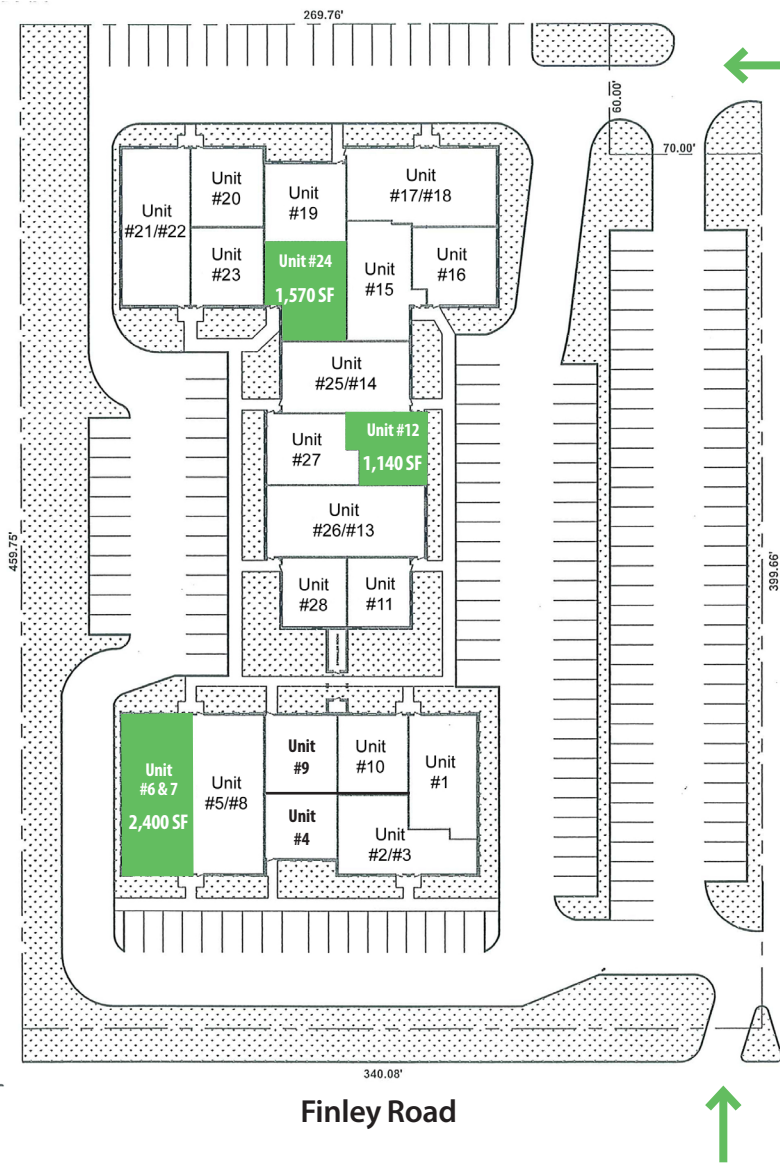 269.76'
60.00'
70.00'
Unit
#21/#22
Unit
#20
Unit
#19
Unit
#17/#18
Unit
#23
Unit #24
1,570 SF
Unit
#15
Unit
#16
Unit
#25/#14
Unit
#27
Unit #12
1,140 SF
Unit
#26/#13
Unit
#28
Unit
#11
459.75'
399.66'
Unit
#6 & 7
2,400 SF
Unit
#5/#8
Unit
#9
Unit
#10
Unit
#1
Unit
#4
Unit
#2/#3
340.08'
Finley Road